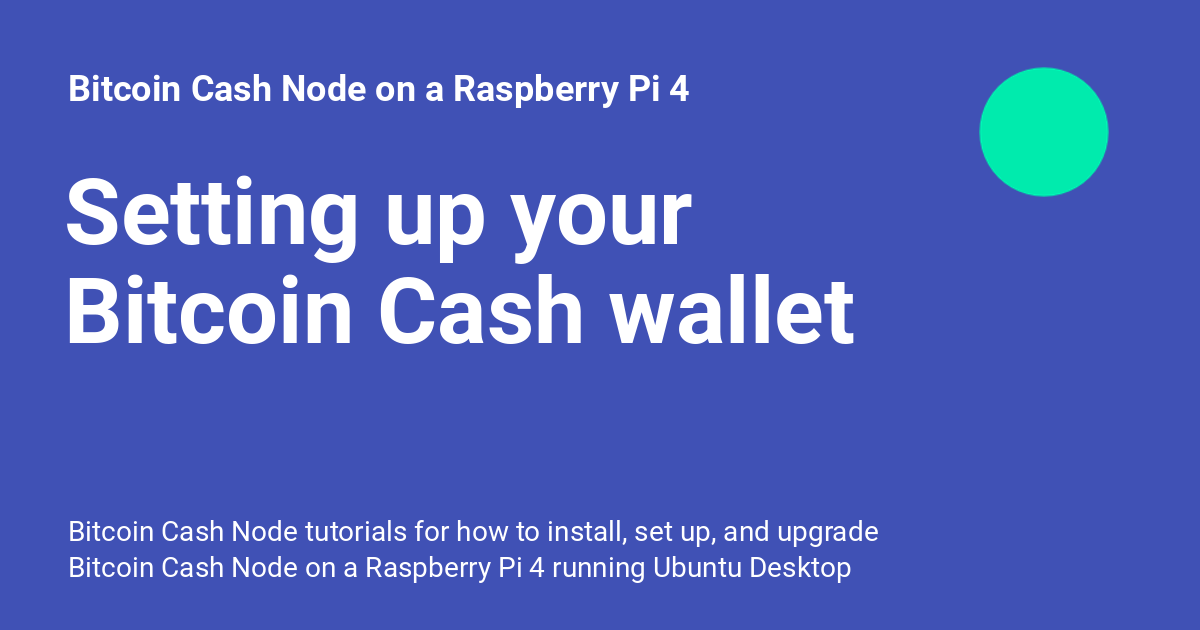 Bitcoin Cash Node on a Raspberry Pi 4
Setting up your
Bitcoin Cash wallet
Bitcoin Cash Node tutorials for how to install, set up, and upgrade
Bitcoin Cash Node on a Raspberry Pi 4 running Ubuntu Desktop